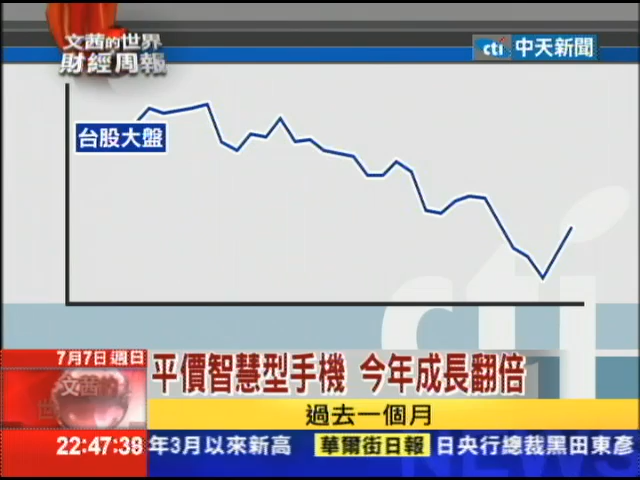 文茜的世界
財經周報
cti 中天新聞
台股大盤
cti
7月7日 週日
平價智慧型手機 今年成長翻倍
過去一個月
22:47:39
年3月以來新高 華爾街日報 日央行總裁黑田東彥
NEWS